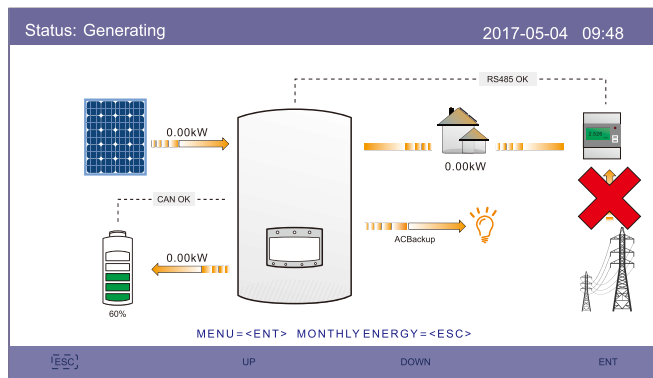 Status: Generating
2017-05-04 09:48
RS485 OK
0.00kW
0.00kW
CAN OK
ACBackup
0.00kW
60%
MENU=<ENT> MONTHLY ENERGY=<ESC>
ESC
UP
DOWN
ENT